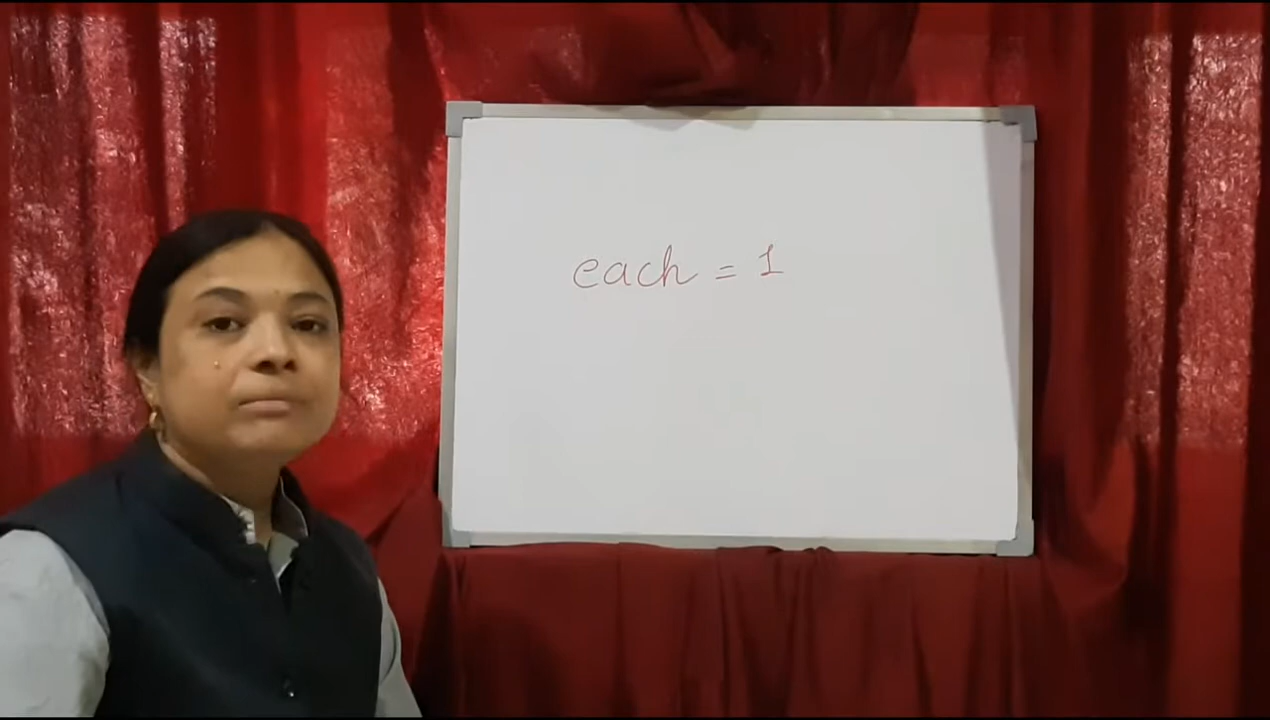 each = 1